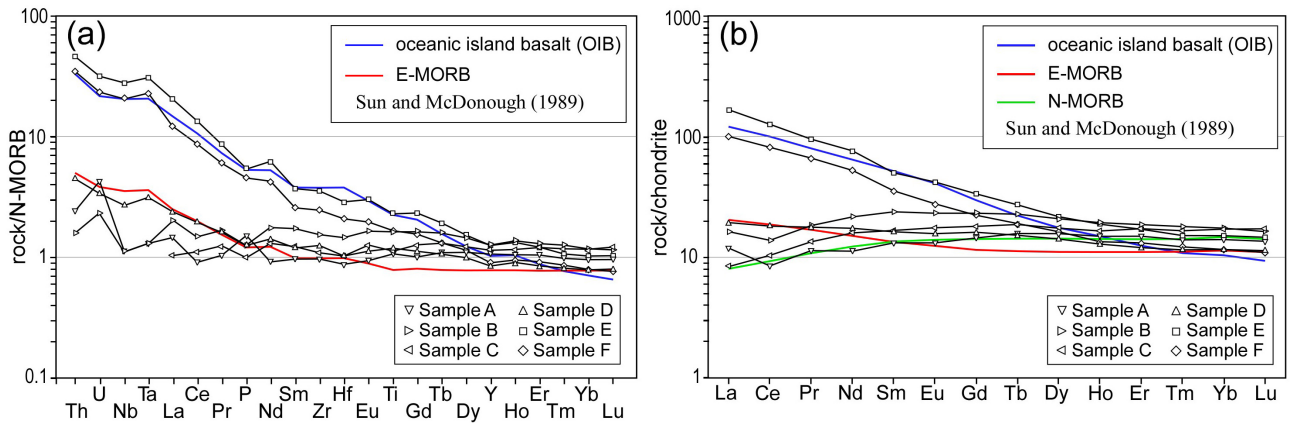 (a)
rock/N-MORB
100
10
1
0.1
oceanic island basalt (OIB)
E-MORB
Sun and McDonough (1989)
Sample A
Sample B
Sample C
Sample D
Sample E
Sample F
Th U Nb Ta La Ce Pr P Nd Sm Zr Hf Eu Ti Gd Tb Dy Y Ho Er Tm Yb Lu
(b)
rock/chondrite
1000
100
10
1
oceanic island basalt (OIB)
E-MORB
N-MORB
Sun and McDonough (1989)
Sample A
Sample B
Sample C
Sample D
Sample E
Sample F
La Ce Pr Nd Sm Eu Gd Tb Dy Ho Er Tm Yb Lu